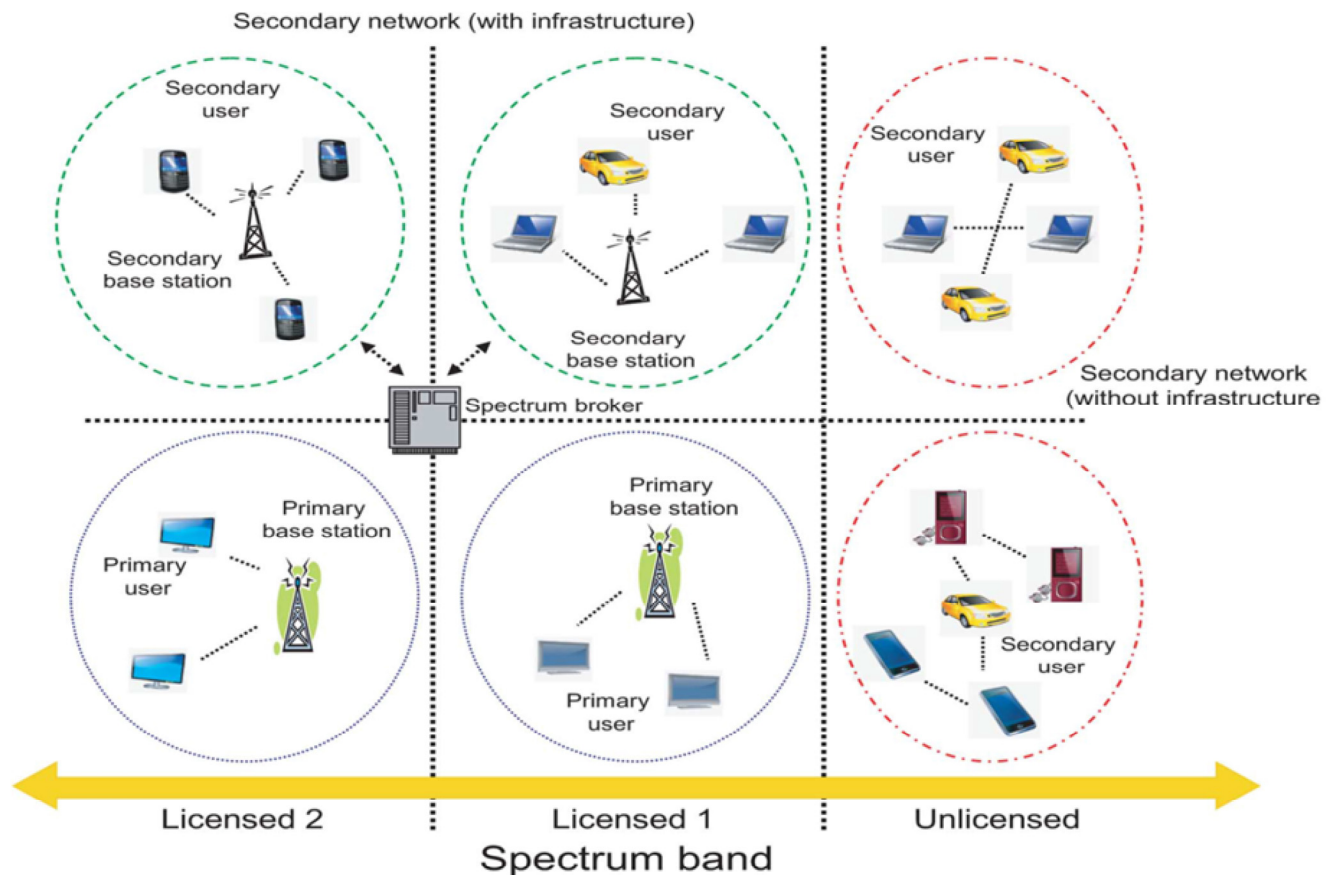 Secondary network (with infrastructure)
Secondary
user
Secondary
base station
Secondary
user
Secondary
base station
Secondary
user
Secondary network
(without infrastructure
Spectrum broker
Primary
base station
Primary
user
Primary
base station
Primary
user
Secondary
user
Licensed 2
Licensed 1
Unlicensed
Spectrum band